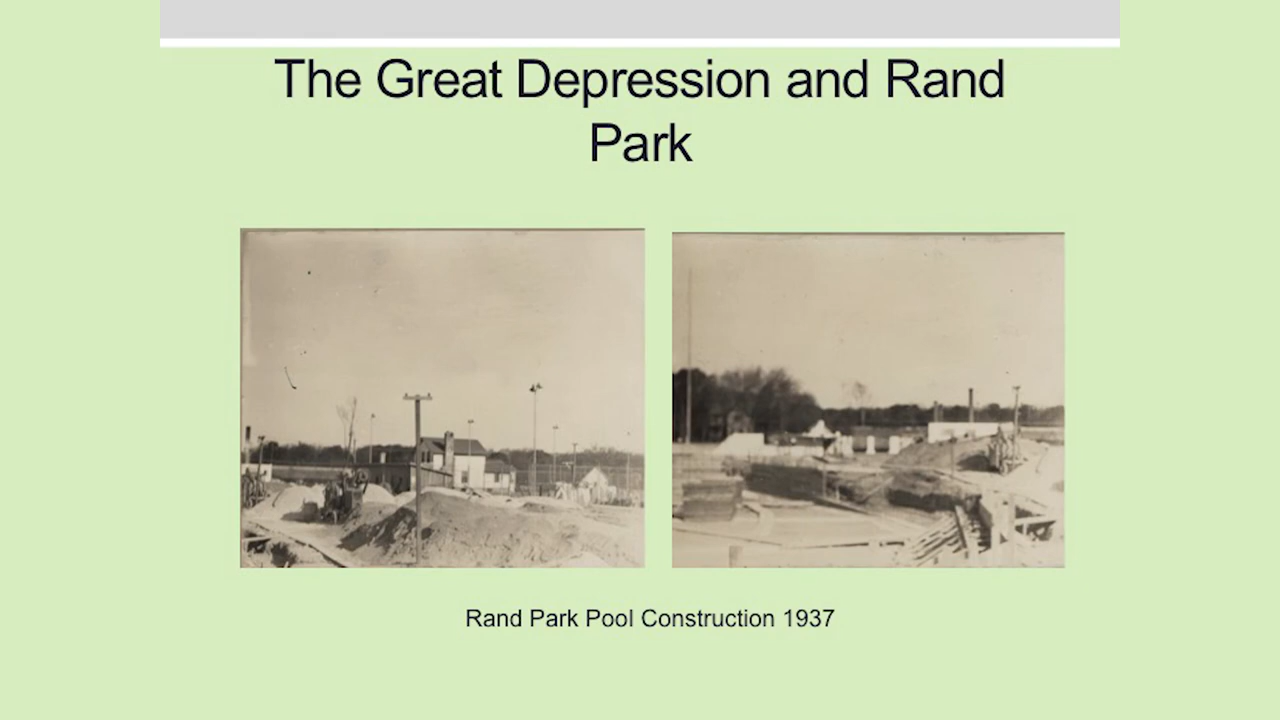 The Great Depression and Rand
Park
Rand Park Pool Construction 1937